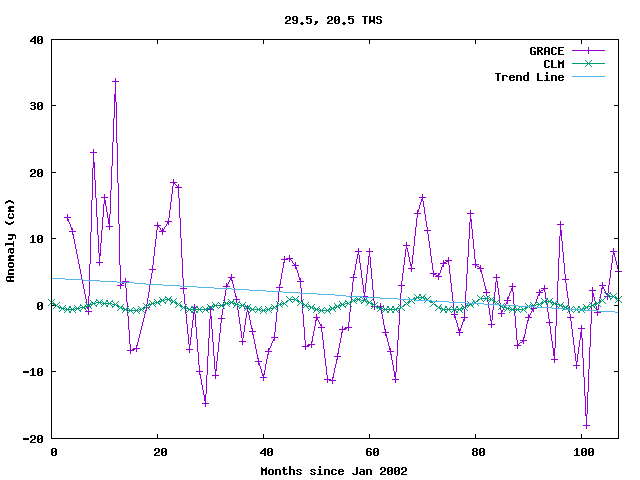 29.5, 20.5 TWS
GRACE
CLM
Trend Line
40
30
20
10
0
-10
-20
Anomaly (cm)
0 20 40 60 80 100
Months since Jan 2002